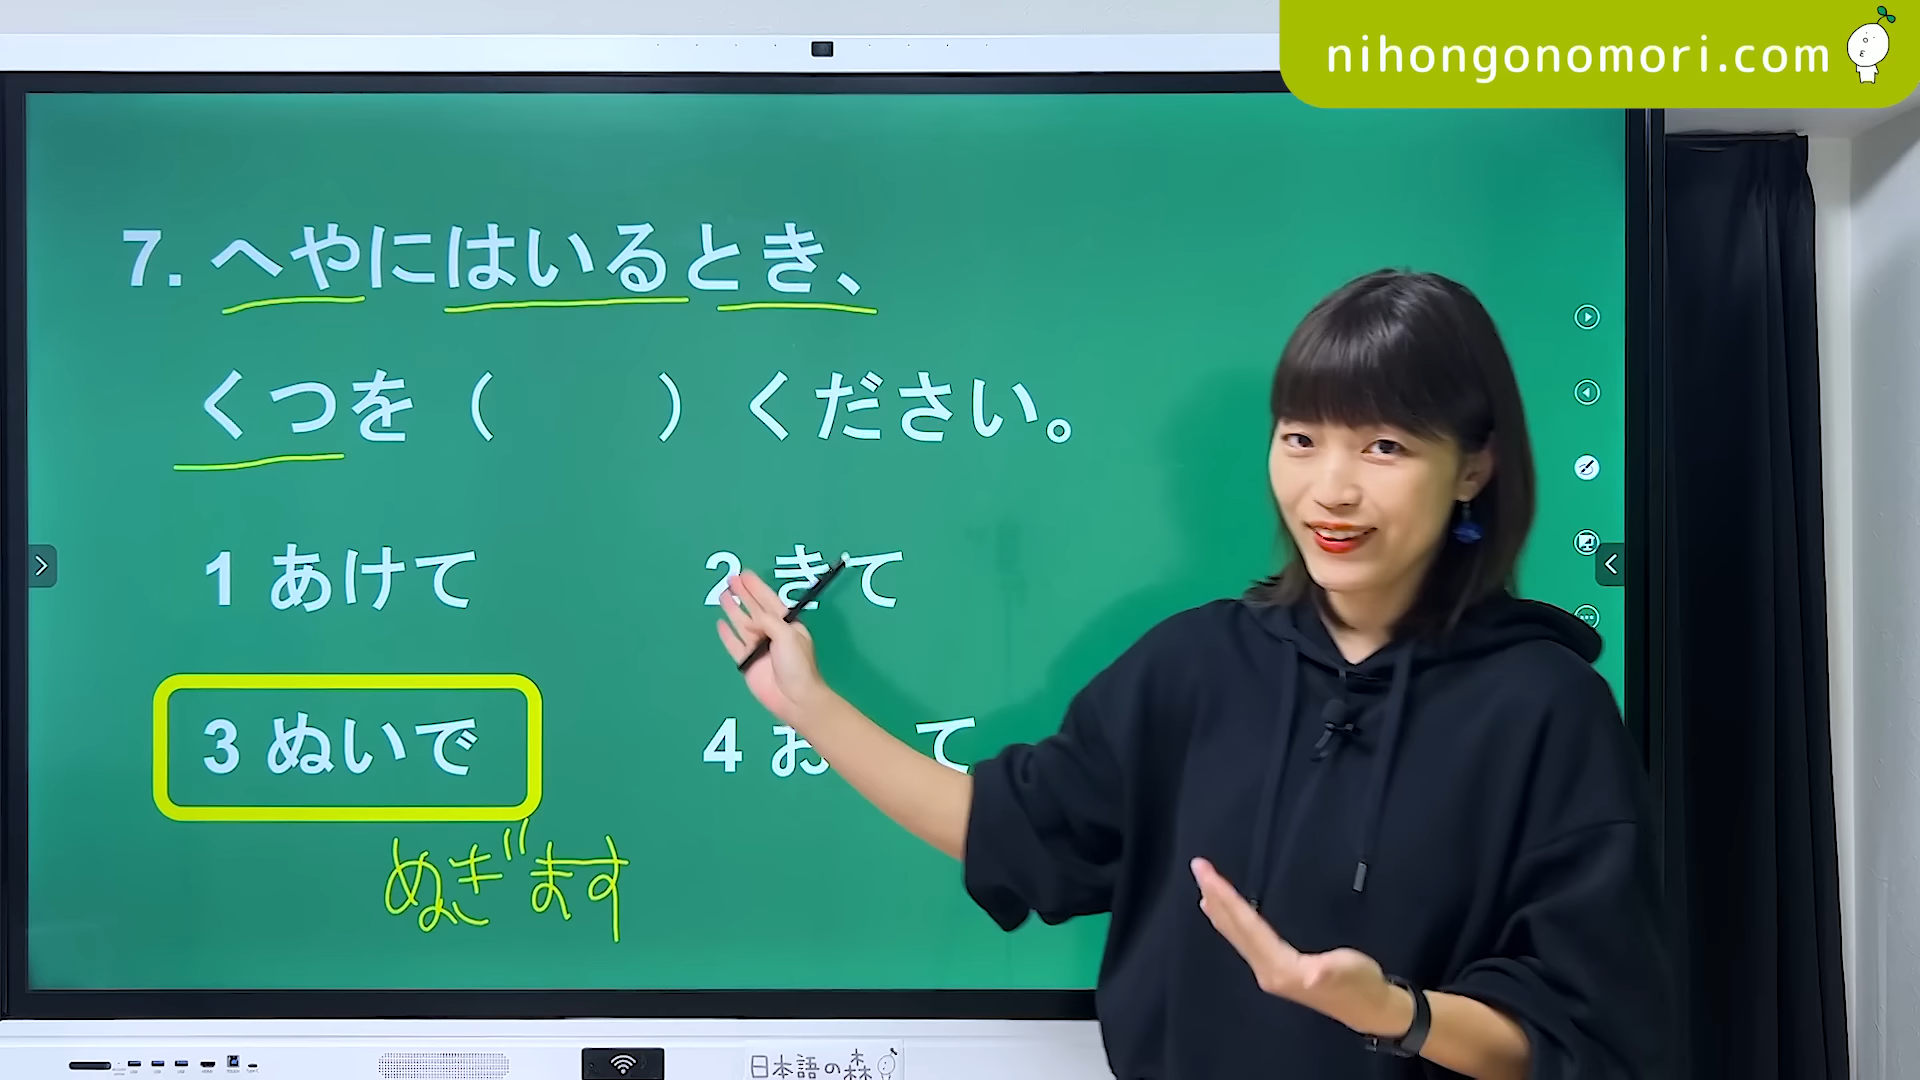 nihongonomori.com
7. へやにはいるとき、
くつを（　　）ください。
1 あけて
2 きて
3 ぬいで
4 お て
ぬぎます
日本語の森